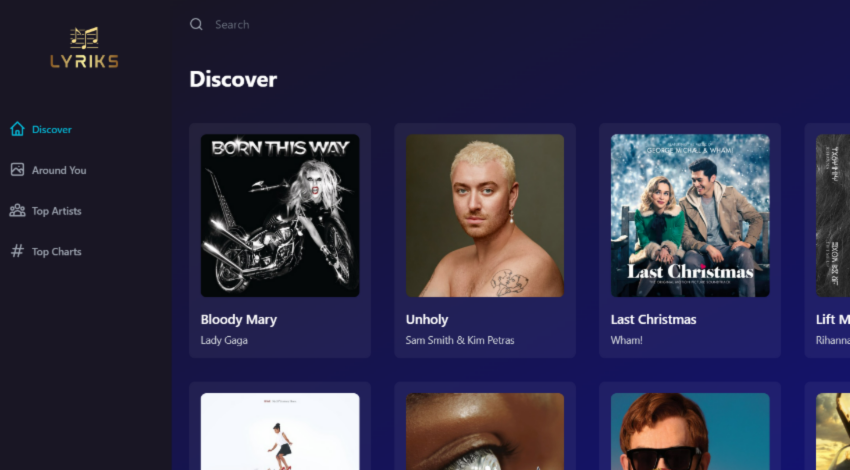 LYRIKS
Search
Discover
Discover
Around You
Top Artists
Top Charts
BORN THIS WAY
GEORGE MICHAEL & WHAM!
Last Christmas
Bloody Mary
Lady Gaga
Unholy
Sam Smith & Kim Petras
Last Christmas
Wham!
Lift M
Rihanna